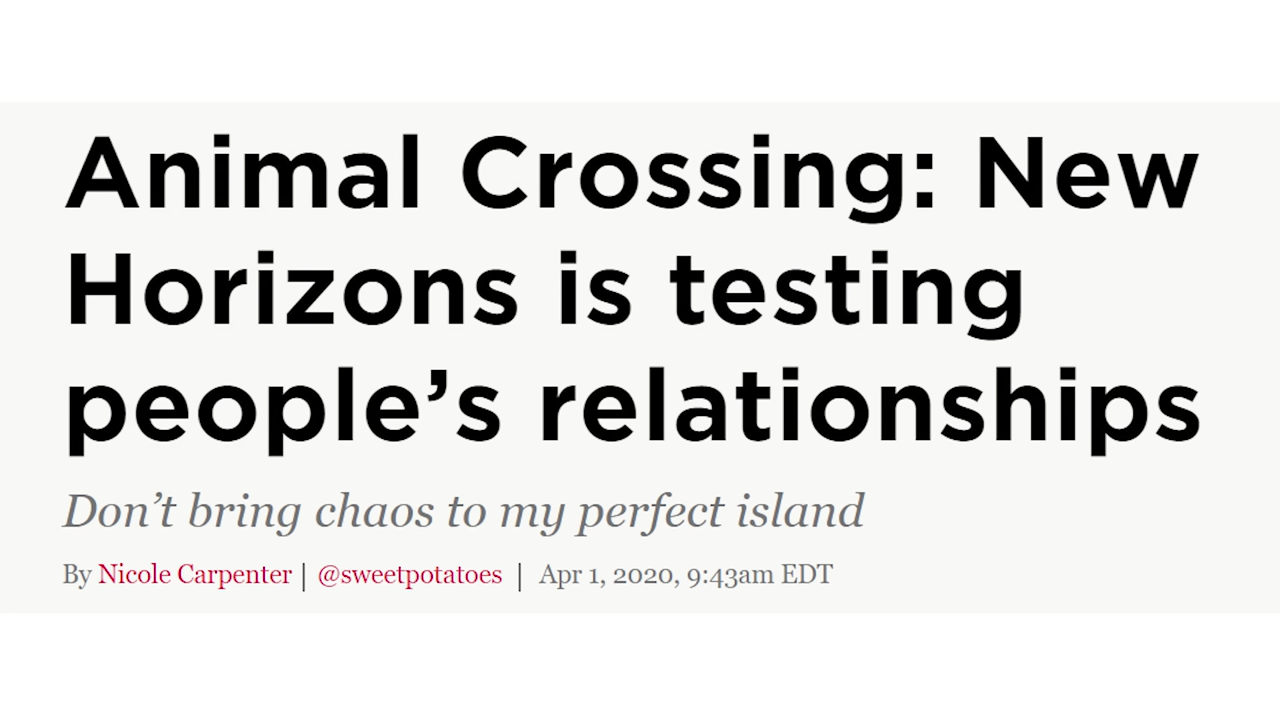 Animal Crossing: New
Horizons is testing
people’s relationships
Don’t bring chaos to my perfect island
By Nicole Carpenter | @sweetpotatoes | Apr 1, 2020, 9:43am EDT